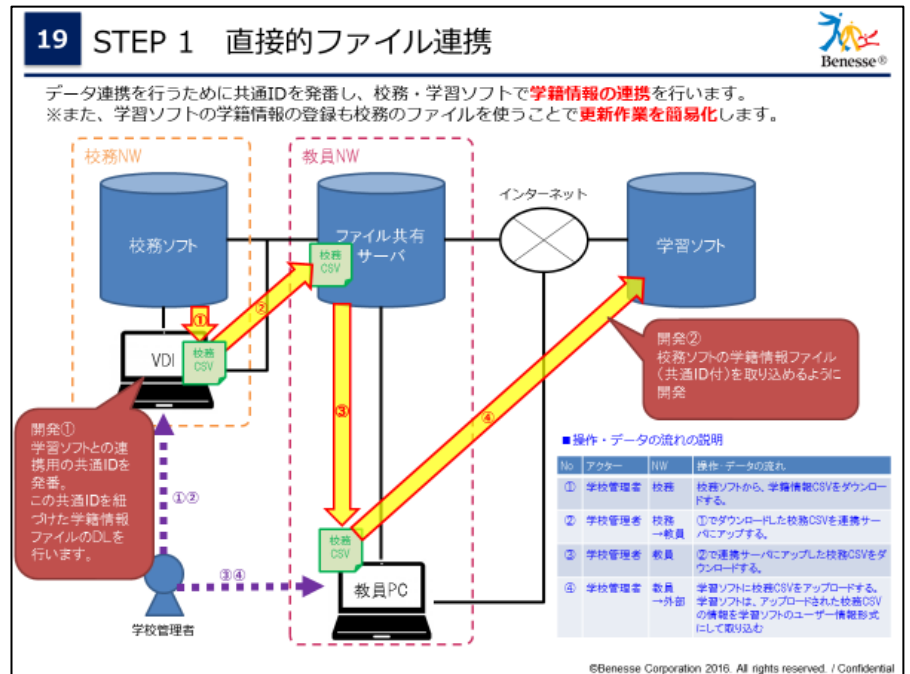 19 STEP 1 直接的ファイル連携
Benesse®
データ連携を行うために共通IDを発番し、校務・学習ソフトで学籍情報の連携を行います。
※また、学習ソフトの学籍情報の登録も校務のファイルを使うことで更新作業を簡易化します。
校務NW
教員NW
インターネット
校務ソフト
ファイル共有
サーバ
学習ソフト
校務
CSV
①
②
VDI
校務
CSV
開発②
校務ソフトの学籍情報ファイル
(共通ID付)を取り込めるように
開発
③
④
開発①
学習ソフトとの連
携用の共通IDを
発番。
この共通IDを紐
づけた学籍情報
ファイルのDLを
行います。
①②
校務
CSV
③④
教員PC
学校管理者
■操作・データの流れの説明
No アクター NW 操作・データの流れ
① 学校管理者 校務 校務ソフトから、学籍情報CSVをダウンロー
ドする。
② 学校管理者 校務
→教員 ①でダウンロードした校務CSVを連携サー
バにアップする。
③ 学校管理者 教員 ②で連携サーバにアップした校務CSVをダ
ウンロードする。
④ 学校管理者 教員
→外部 学習ソフトに校務CSVをアップロードする。
学習ソフトは、アップロードされた校務CSV
の情報を学習ソフトのユーザー情報形式
にして取り込む
©Benesse Corporation 2016. All rights reserved. / Confidential